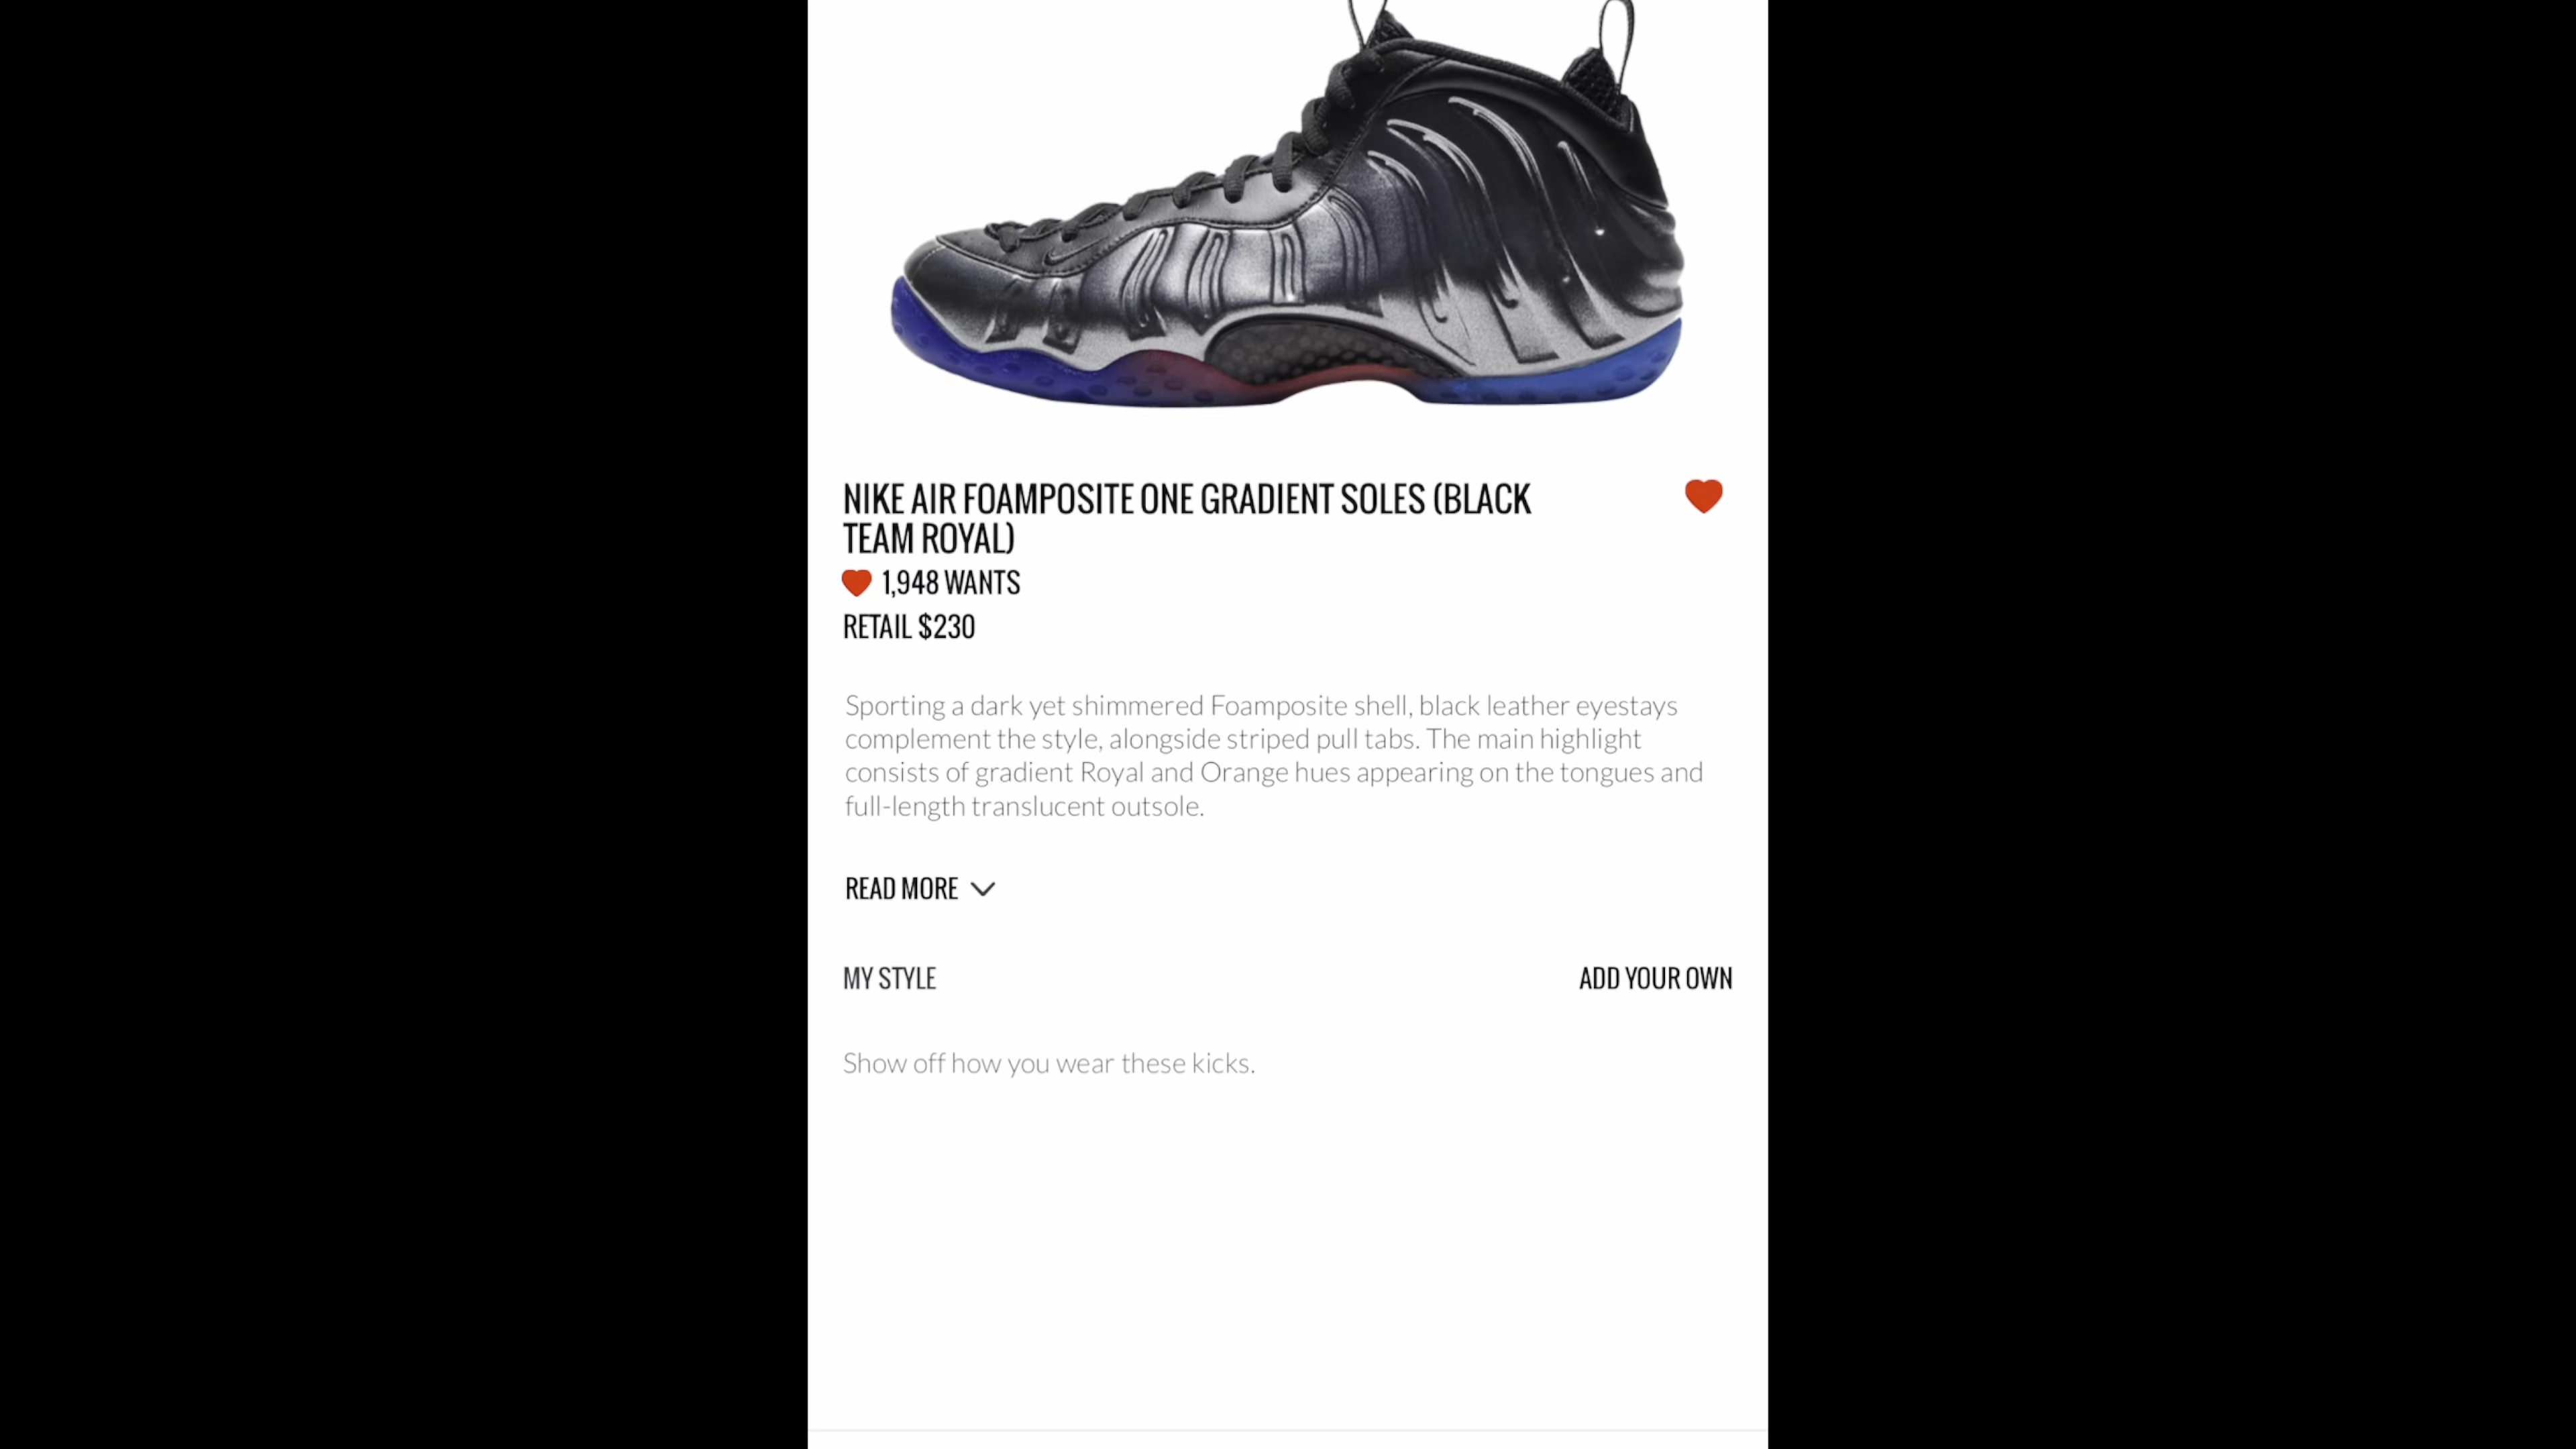 NIKE AIR FOAMPOSITE ONE GRADIENT SOLES (BLACK
TEAM ROYAL)
1,948 WANTS
RETAIL $230
Sporting a dark yet shimmered Foamposite shell, black leather eyestays
complement the style, alongside striped pull tabs. The main highlight
consists of gradient Royal and Orange hues appearing on the tongues and
full-length translucent outsole.
READ MORE
MY STYLE
ADD YOUR OWN
Show off how you wear these kicks.